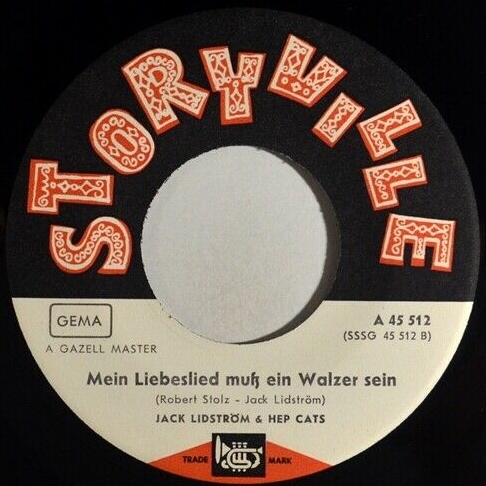 STORYVILLE
GEMA
A 45 512
(SSSG 45 512 B)
A GAZELL MASTER
Mein Liebeslied muß ein Walzer sein
(Robert Stolz - Jack Lidström)
JACK LIDSTRÖM & HEP CATS
TRADE MARK